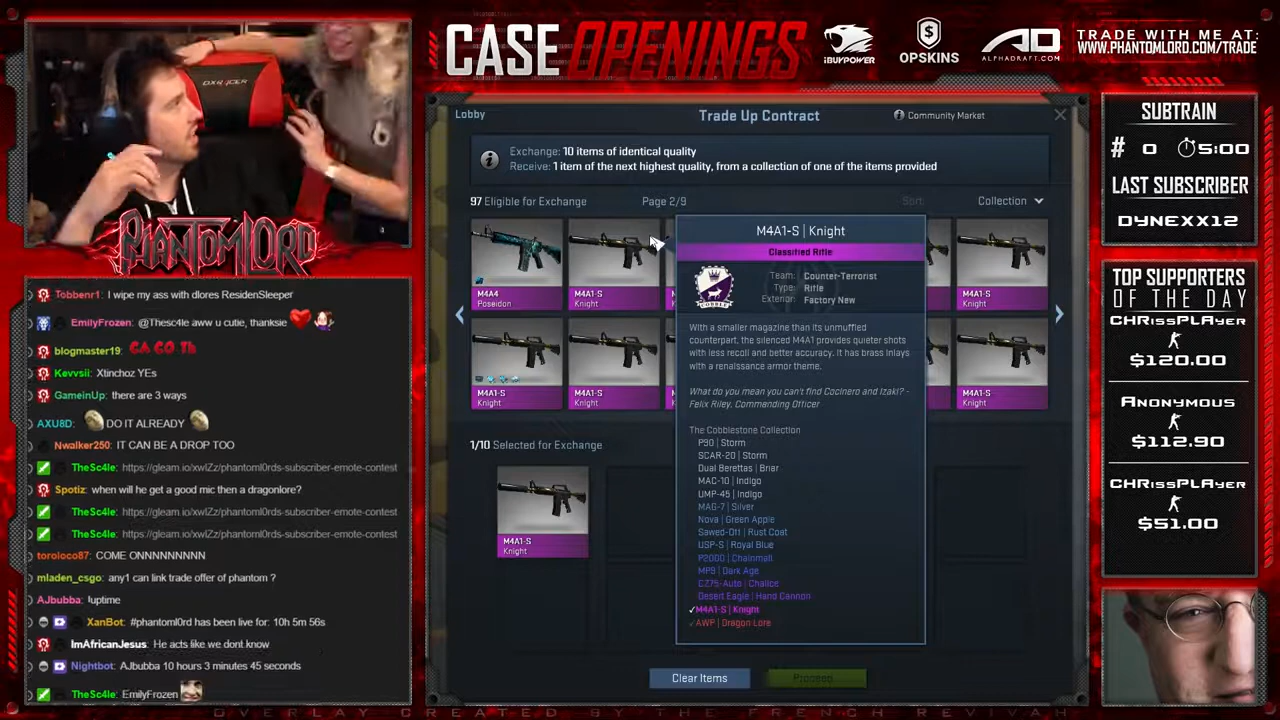 DXRACER
PHANTOML0RD
Tobbenr1: I wipe my ass with dlores ResidenSleeper
EmilyFrozen: @Thesc4le aww u cutie, thanksie
blogmaster19:
Kevvsii: Xtinchoz YEs
GameinUp: there are 3 ways
AXU8D: DO IT ALREADY
Nwalker250: IT CAN BE A DROP TOO
TheSc4le: https://gleam.io/xwlZz/phantoml0rds-subscriber-emote-contest
Spotiz: when will he get a good mic then a dragonlore?
TheSc4le: https://gleam.io/xwlZz/phantoml0rds-subscriber-emote-contest
TheSc4le: https://gleam.io/xwlZz/phantoml0rds-subscriber-emote-contest
toroloco87: COME ONNNNNNNNN
mladen_csgo: any1 can link trade offer of phantom ?
AJbubba: !uptime
XanBot: #phantoml0rd has been live for: 10h 5m 56s
ImAfricanJesus: He acts like we dont know
Nightbot: AJbubba 10 hours 3 minutes 45 seconds
TheSc4le: EmilyFrozen
CASE OPENINGS
iBUYPOWER
OPSKINS
AD
ALPHADRAFT.COM
TRADE WITH ME AT:
WWW.PHANTOMLORD.COM/TRADE
Lobby
Trade Up Contract
Community Market
Exchange: 10 items of identical quality
Receive: 1 item of the next highest quality, from a collection of one of the items provided
97 Eligible for Exchange
Page 2/9
Sort:
Collection
M4A4
Poseidon
M4A1-S
Knight
M4A1-S
Knight
M4A1-S
Knight
M4A1-S
Knight
M4A1-S
Knight
1/10 Selected for Exchange
M4A1-S
Knight
M4A1-S | Knight
Classified Rifle
COBBLE
Team: Counter-Terrorist
Type: Rifle
Exterior: Factory New
With a smaller magazine than its unmuffled
counterpart, the silenced M4A1 provides quieter shots
with less recoil and better accuracy. It has brass inlays
with a renaissance armor theme.
What do you mean you can't find Cocinero and Izaki? -
Felix Riley, Commanding Officer
The Cobblestone Collection
P90 | Storm
SCAR-20 | Storm
Dual Berettas | Briar
MAC-10 | Indigo
UMP-45 | Indigo
MAG-7 | Silver
Nova | Green Apple
Sawed-Off | Rust Coat
USP-S | Royal Blue
P2000 | Chainmail
MP9 | Dark Age
CZ75-Auto | Chalice
Desert Eagle | Hand Cannon
✓M4A1-S | Knight
AWP | Dragon Lore
Clear Items
Proceed
SUBTRAIN
# 0 5:00
LAST SUBSCRIBER
DYNEXX12
TOP SUPPORTERS
OF THE DAY
CHRissPLAyer
$120.00
Anonymous
$112.90
CHRissPLAyer
$51.00
OVERLAY CREATED BY THE FRENCH REVIVAH